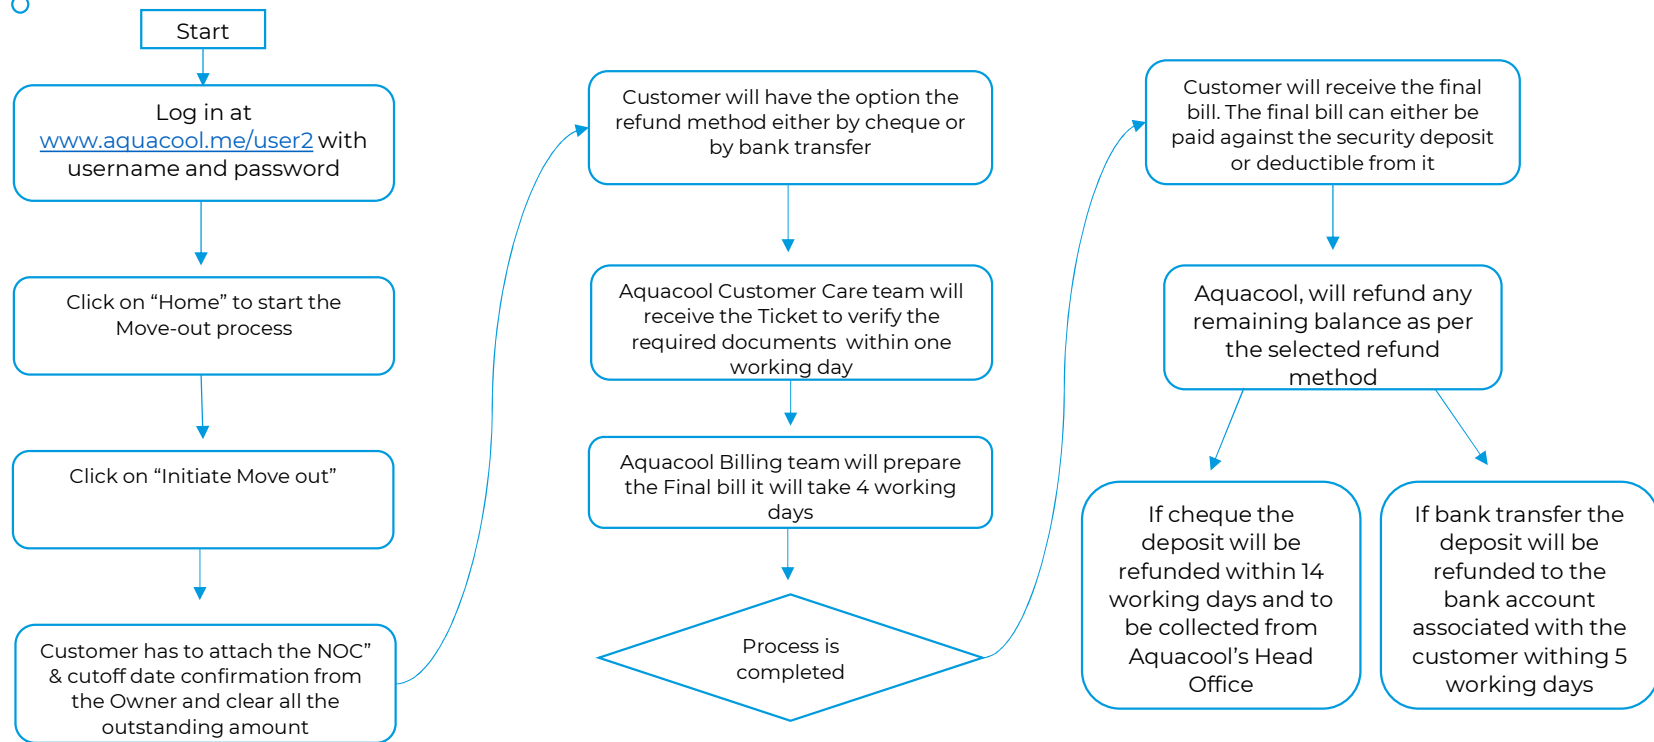 Start
Log in at
www.aquacool.me/user2 with
username and password
Click on “Home” to start the
Move-out process
Click on “Initiate Move out”
Customer has to attach the NOC”
& cutoff date confirmation from
the Owner and clear all the
outstanding amount
Customer will have the option the
refund method either by cheque or
by bank transfer
Aquacool Customer Care team will
receive the Ticket to verify the
required documents within one
working day
Aquacool Billing team will prepare
the Final bill it will take 4 working
days
Process is
completed
Customer will receive the final
bill. The final bill can either be
paid against the security deposit
or deductible from it
Aquacool, will refund any
remaining balance as per
the selected refund
method
If cheque the
deposit will be
refunded within 14
working days and to
be collected from
Aquacool’s Head
Office
If bank transfer the
deposit will be
refunded to the
bank account
associated with the
customer withing 5
working days